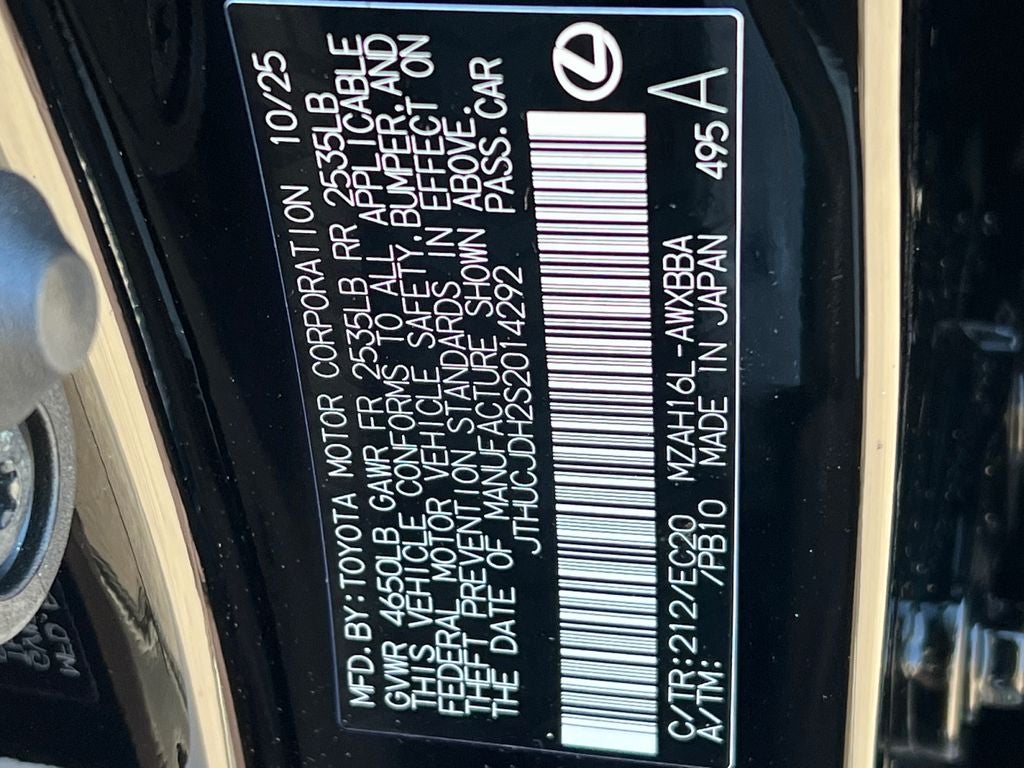 MFD. BY: TOYOTA MOTOR CORPORATION 10/25
GVWR 4650LB GAWR FR 2535LB RR 2535LB
THIS VEHICLE CONFORMS TO ALL APPLICABLE
FEDERAL MOTOR VEHICLE SAFETY, BUMPER, AND
THEFT PREVENTION STANDARDS IN EFFECT ON
THE DATE OF MANUFACTURE SHOWN ABOVE.
JTHUCJDH2S2014292 PASS. CAR
C/TR: 212/EC20 MZAH16L-AWXBBA
A/TM: /PB10 MADE IN JAPAN 495A